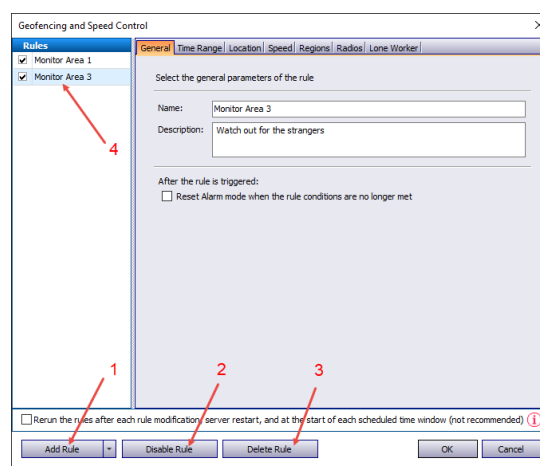 Geofencing and Speed Control
Rules
General Time Range Location Speed Regions Radios Lone Worker
Monitor Area 1
Monitor Area 3
Select the general parameters of the rule
Name: Monitor Area 3
Description: Watch out for the strangers
4
After the rule is triggered:
Reset Alarm mode when the rule conditions are no longer met
1 2 3
Rerun the rules after each rule modification, server restart, and at the start of each scheduled time window (not recommended)
Add Rule Disable Rule Delete Rule OK Cancel